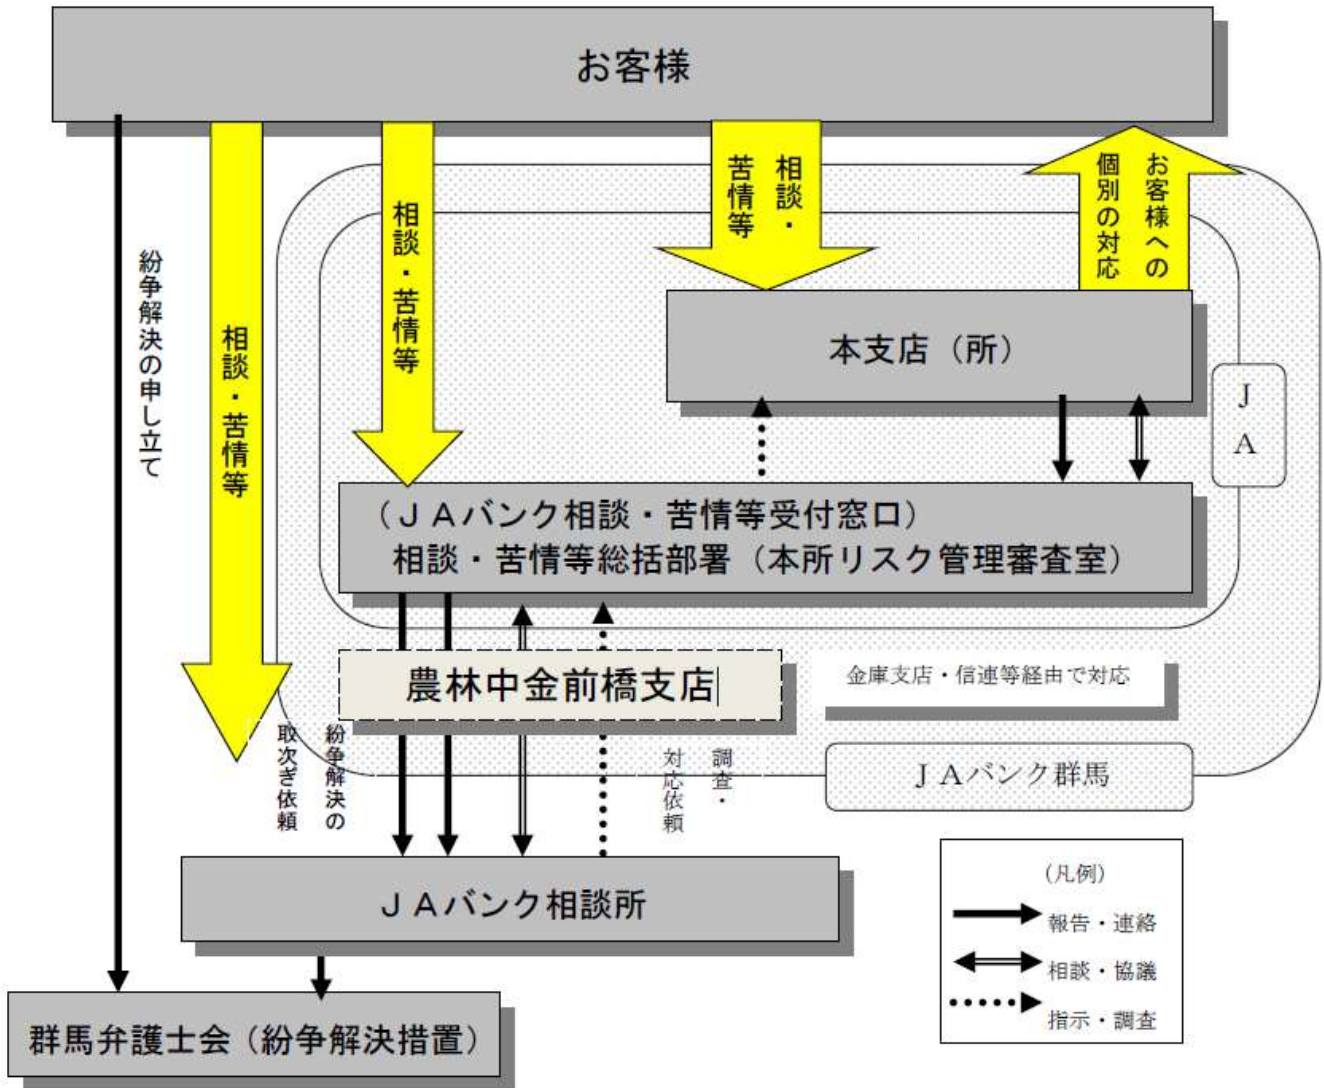 お客様
紛争解決の申し立て
相談・苦情等
相談・苦情等
相談・
苦情等
お客様への
個別の対応
本支店（所）
ＪＡ
（ＪＡバンク相談・苦情等受付窓口）
相談・苦情等総括部署（本所リスク管理審査室）
農林中金前橋支店
金庫支店・信連等経由で対応
紛争解決の
取次ぎ依頼
調査・
対応依頼
ＪＡバンク群馬
ＪＡバンク相談所
群馬弁護士会（紛争解決措置）
（凡例）
報告・連絡
相談・協議
指示・調査